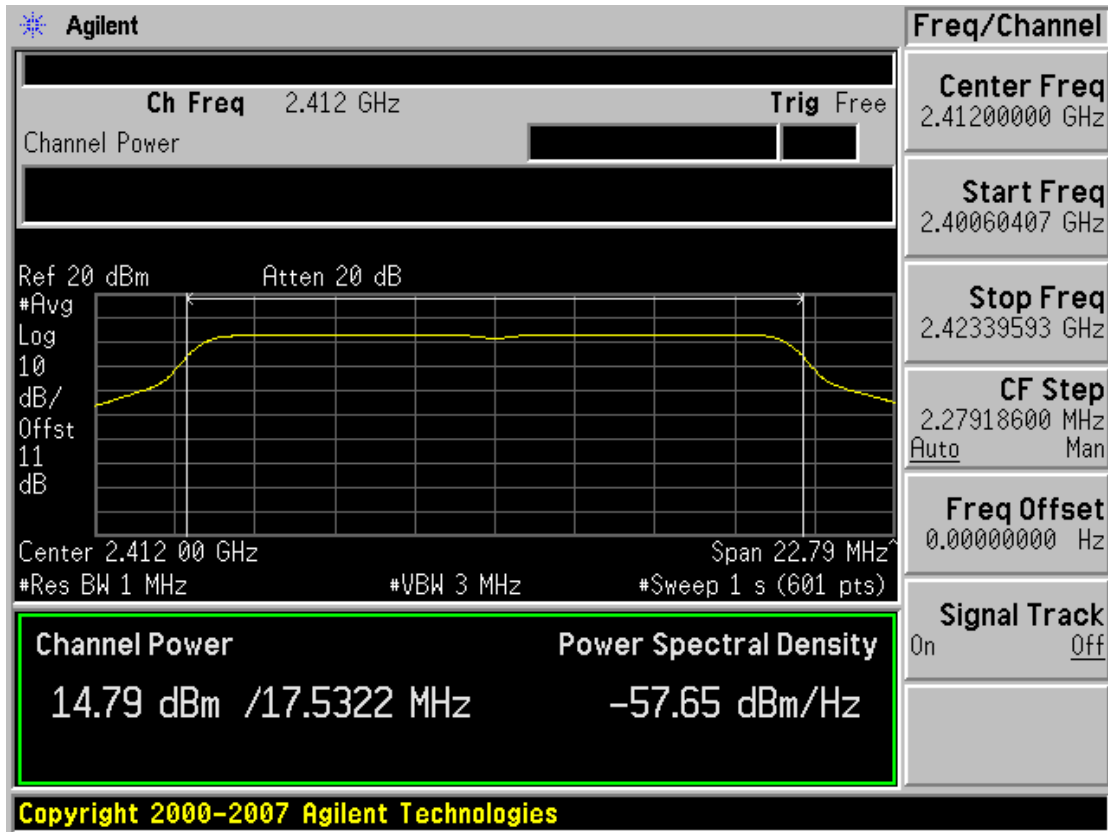 Agilent
Freq/Channel
Ch Freq 2.412 GHz Trig Free
Channel Power
Center Freq
2.41200000 GHz
Start Freq
2.40060407 GHz
Stop Freq
2.42339593 GHz
CF Step
2.27918600 MHz
Auto Man
Freq Offset
0.00000000 Hz
Signal Track
On Off
Ref 20 dBm Atten 20 dB
#Avg
Log
10
dB/
Offst
11
dB
Center 2.412 00 GHz Span 22.79 MHz^
#Res BW 1 MHz #VBW 3 MHz #Sweep 1 s (601 pts)
Channel Power Power Spectral Density
14.79 dBm /17.5322 MHz -57.65 dBm/Hz
Copyright 2000-2007 Agilent Technologies